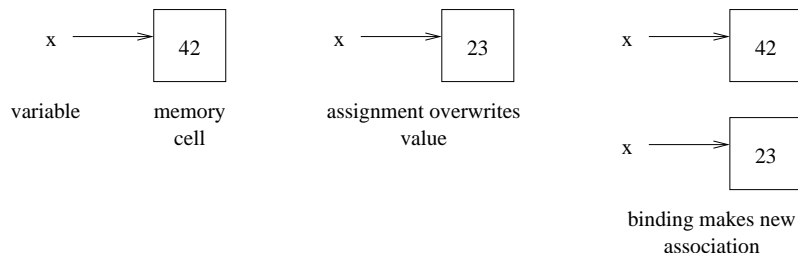 x
42
variable
memory
cell
x
23
assignment overwrites
value
x
42
x
23
binding makes new
association